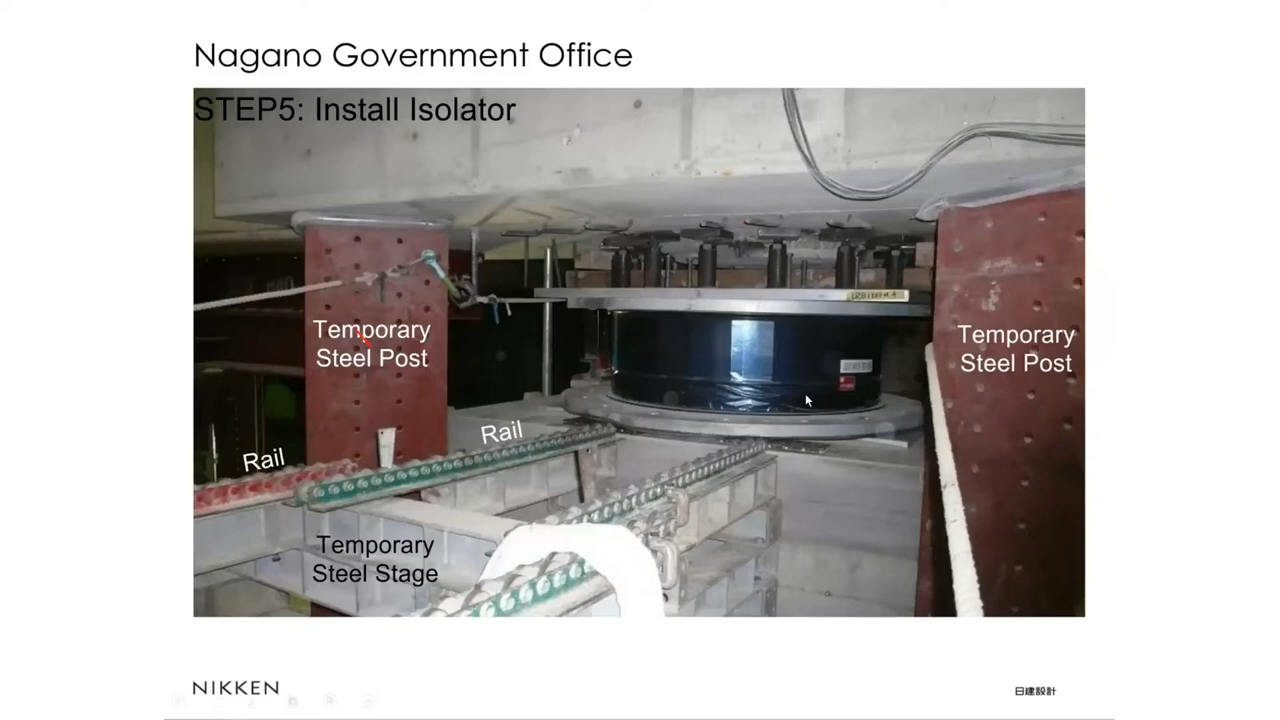 Nagano Government Office
STEP5: Install Isolator
Temporary
Steel Post
Temporary
Steel Post
Rail
Rail
Temporary
Steel Stage
NIKKEN
日建設計